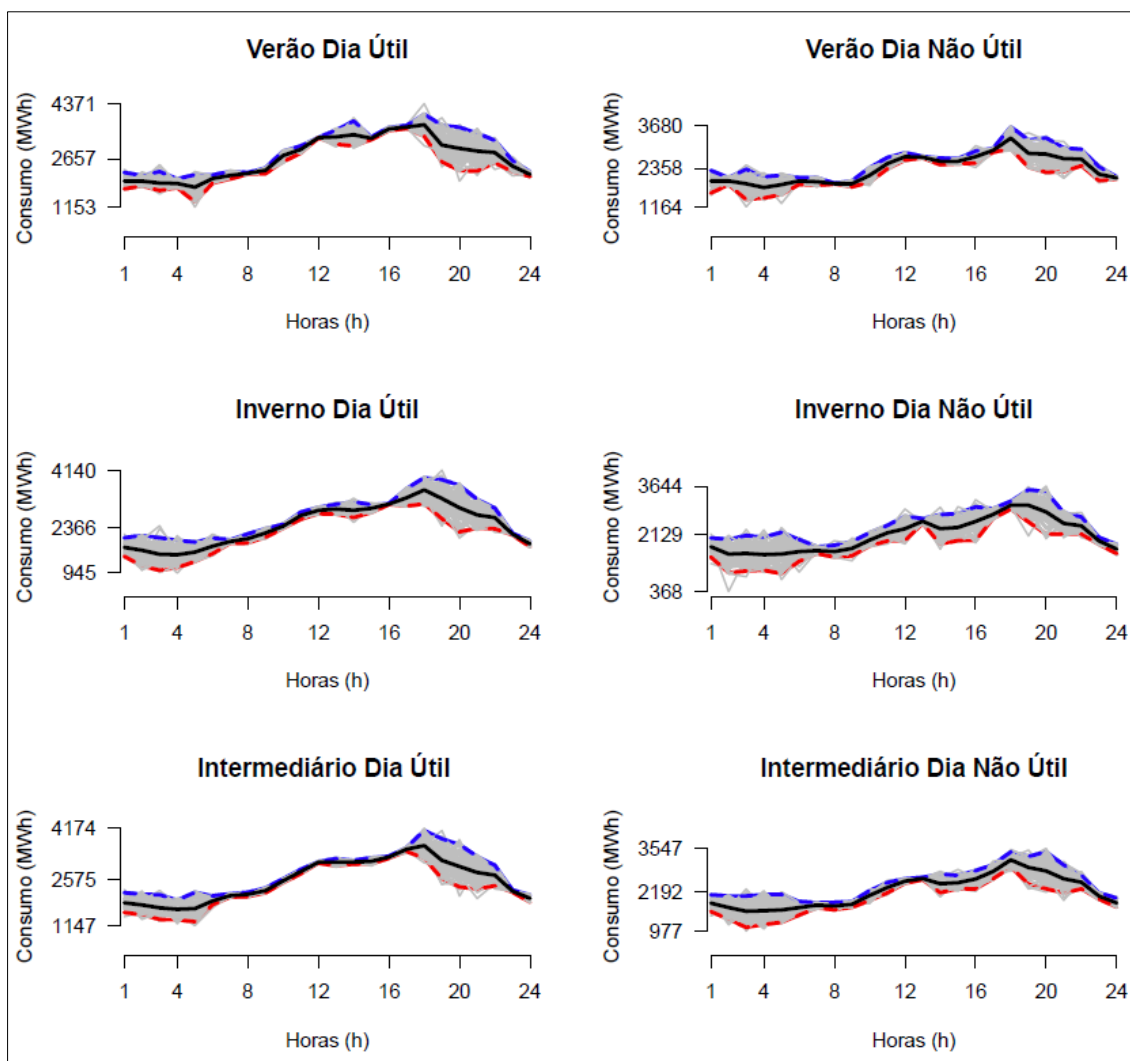 Verão Dia Útil
Consumo (MWh)
4371
2657
1153
1 4 8 12 16 20 24
Horas (h)
Verão Dia Não Útil
Consumo (MWh)
3680
2358
1164
1 4 8 12 16 20 24
Horas (h)
Inverno Dia Útil
Consumo (MWh)
4140
2366
945
1 4 8 12 16 20 24
Horas (h)
Inverno Dia Não Útil
Consumo (MWh)
3644
2129
368
1 4 8 12 16 20 24
Horas (h)
Intermediário Dia Útil
Consumo (MWh)
4174
2575
1147
1 4 8 12 16 20 24
Horas (h)
Intermediário Dia Não Útil
Consumo (MWh)
3547
2192
977
1 4 8 12 16 20 24
Horas (h)